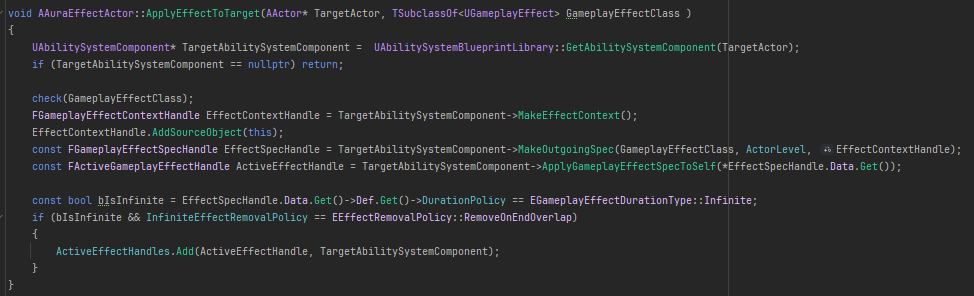 void AAuraEffectActor::ApplyEffectToTarget(AActor* TargetActor, TSubclassOf<UGameplayEffect> GameplayEffectClass )
{
    UAbilitySystemComponent* TargetAbilitySystemComponent =  UAbilitySystemBlueprintLibrary::GetAbilitySystemComponent(TargetActor);
    if (TargetAbilitySystemComponent == nullptr) return;

    check(GameplayEffectClass);
    FGameplayEffectContextHandle EffectContextHandle = TargetAbilitySystemComponent->MakeEffectContext();
    EffectContextHandle.AddSourceObject(this);
    const FGameplayEffectSpecHandle EffectSpecHandle = TargetAbilitySystemComponent->MakeOutgoingSpec(GameplayEffectClass, ActorLevel, EffectContextHandle);
    const FActiveGameplayEffectHandle ActiveEffectHandle = TargetAbilitySystemComponent->ApplyGameplayEffectSpecToSelf(*EffectSpecHandle.Data.Get());

    const bool bIsInfinite = EffectSpecHandle.Data.Get()->Def.Get()->DurationPolicy == EGameplayEffectDurationType::Infinite;
    if (bIsInfinite && InfiniteEffectRemovalPolicy == EEffectRemovalPolicy::RemoveOnEndOverlap)
    {
        ActiveEffectHandles.Add(ActiveEffectHandle, TargetAbilitySystemComponent);
    }
}